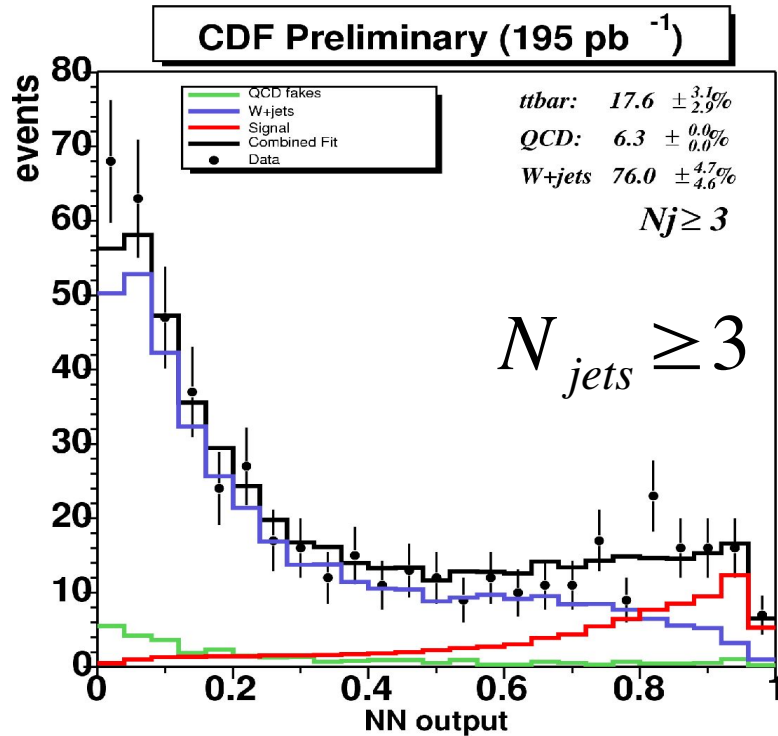 CDF Preliminary (195 pb -1)
events
80
70
60
50
40
30
20
10
0
QCD fakes
W+jets
Signal
Combined Fit
Data
ttbar: 17.6 ± 3.1 2.9%
QCD: 6.3 ± 0.0 0.0%
W+jets 76.0 ± 4.7 4.6%
Nj ≥ 3
N jets ≥ 3
0 0.2 0.4 0.6 0.8 1
NN output